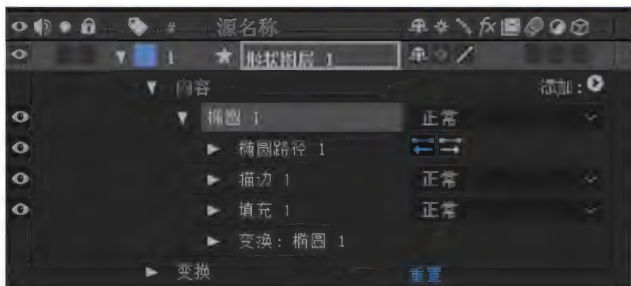 # 源名称
1 形状图层 1
内容 添加:
椭圆 1 正常
椭圆路径 1
描边 1 正常
填充 1 正常
变换: 椭圆 1
变换 重置